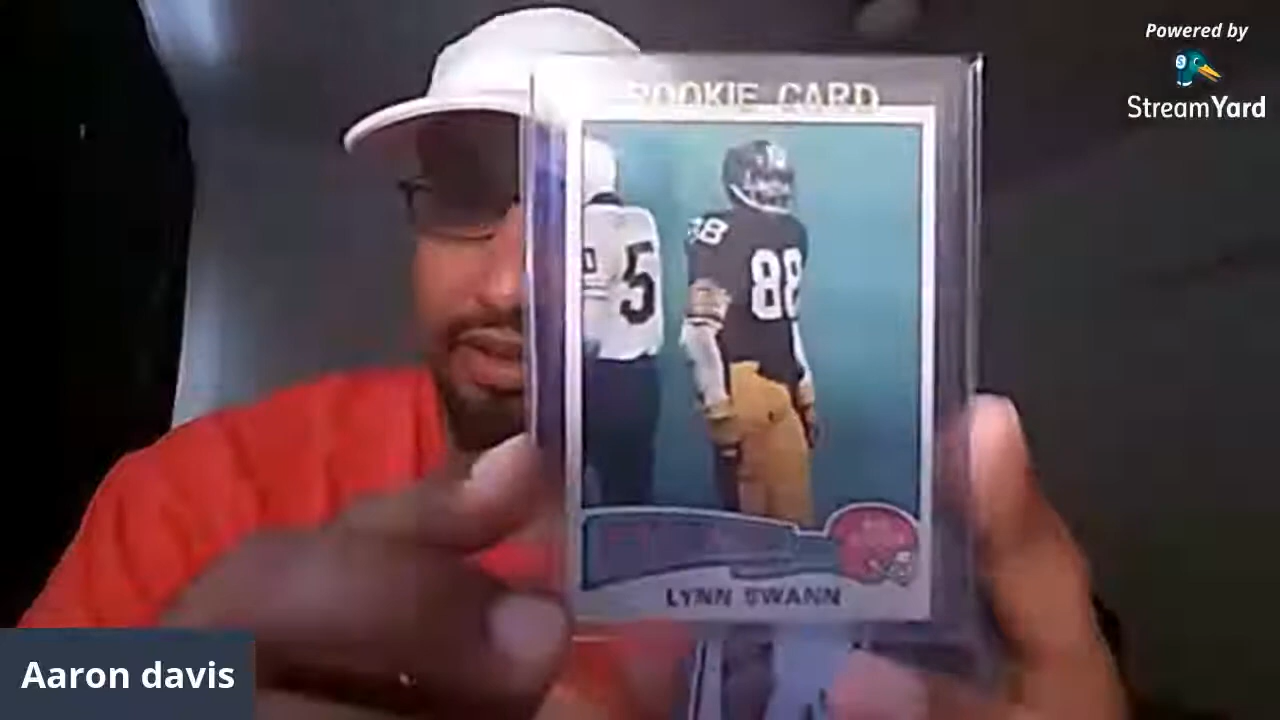 Powered by
StreamYard
ROOKIE CARD
88
88
5
LYNN SWANN
Aaron davis